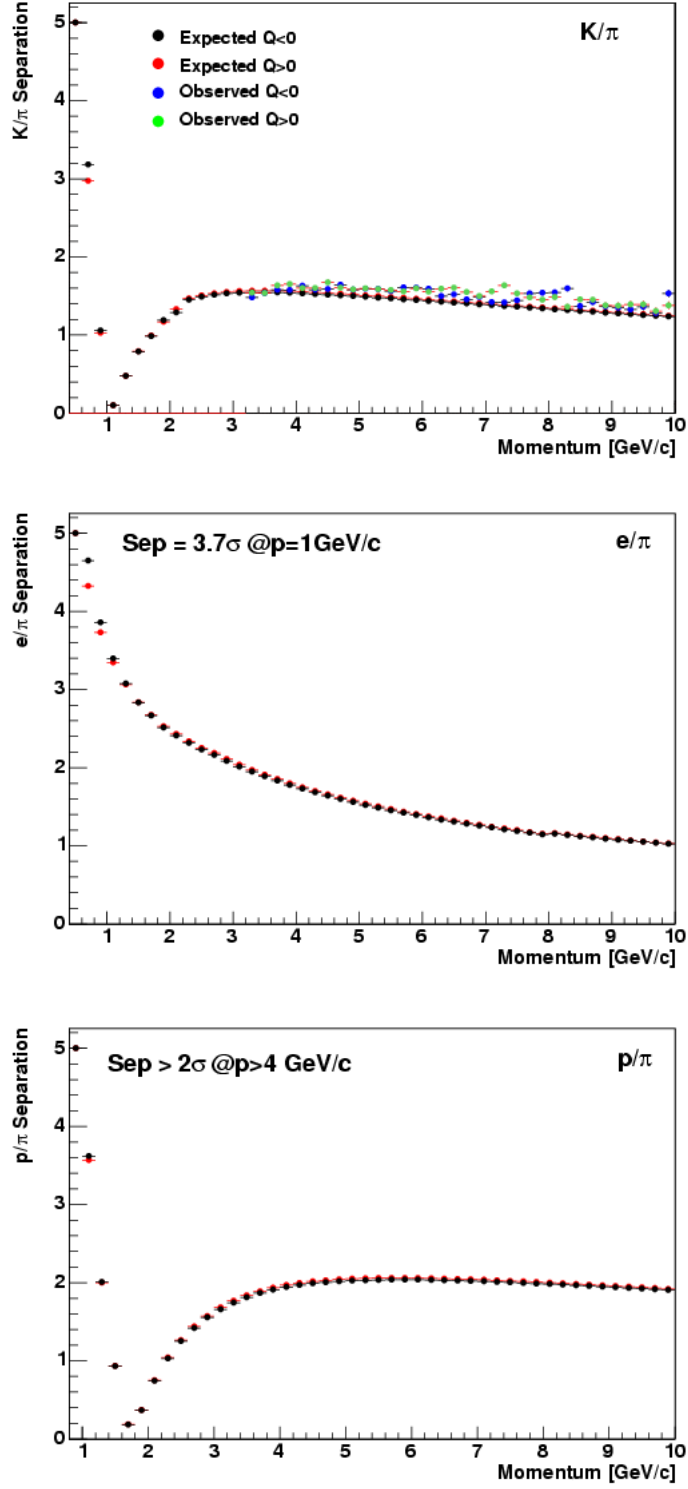 K/π Separation
5
4
3
2
1
0
Expected Q<0
Expected Q>0
Observed Q<0
Observed Q>0
K/π
1 2 3 4 5 6 7 8 9 10
Momentum [GeV/c]
e/π Separation
5
4
3
2
1
0
Sep = 3.7σ @p=1GeV/c
e/π
1 2 3 4 5 6 7 8 9 10
Momentum [GeV/c]
p/π Separation
5
4
3
2
1
0
Sep > 2σ @p>4 GeV/c
p/π
1 2 3 4 5 6 7 8 9 10
Momentum [GeV/c]